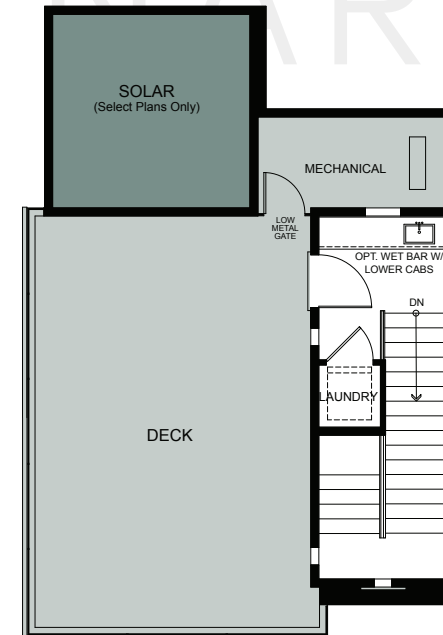 SOLAR
(Select Plans Only)
MECHANICAL
LOW
METAL
GATE
OPT. WET BAR W/
LOWER CABS
DN
LAUNDRY
DECK